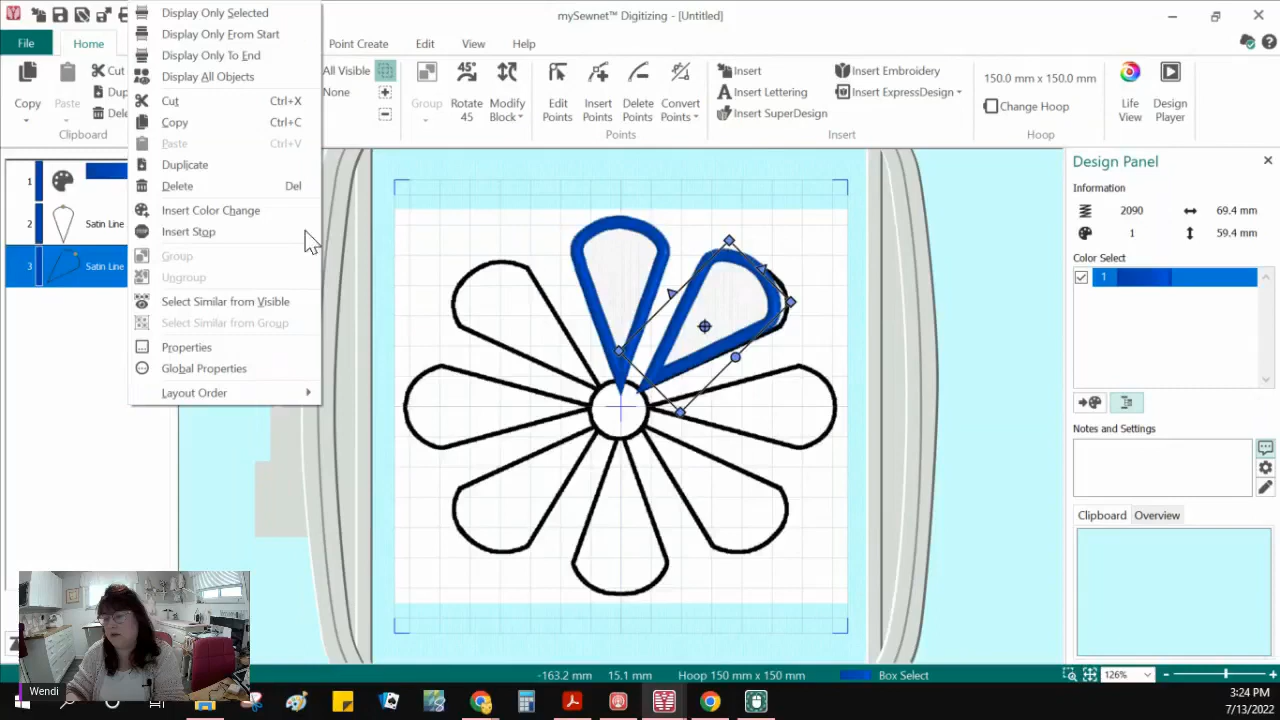 mySewnet™ Digitizing - [Untitled]
File
Home
Point Create
Edit
View
Help
Copy
Paste
Cut
Dup
Dele
Clipboard
All Visible
None
Group
Rotate
45
Modify
Block
Edit
Points
Insert
Points
Delete
Points
Convert
Points
Points
Insert
Insert Lettering
Insert SuperDesign
Insert Embroidery
Insert ExpressDesign
Insert
150.0 mm x 150.0 mm
Change Hoop
Hoop
Life
View
Design
Player
Display Only Selected
Display Only From Start
Display Only To End
Display All Objects
Cut Ctrl+X
Copy Ctrl+C
Paste Ctrl+V
Duplicate
Delete Del
Insert Color Change
Insert Stop
Group
Ungroup
Select Similar from Visible
Select Similar from Group
Properties
Global Properties
Layout Order
1
2 Satin Line
3 Satin Line
Design Panel
Information
2090 69.4 mm
1 59.4 mm
Color Select
1
Notes and Settings
Clipboard Overview
Wendi
-163.2 mm 15.1 mm Hoop 150 mm x 150 mm Box Select 126%
3:24 PM
7/13/2022